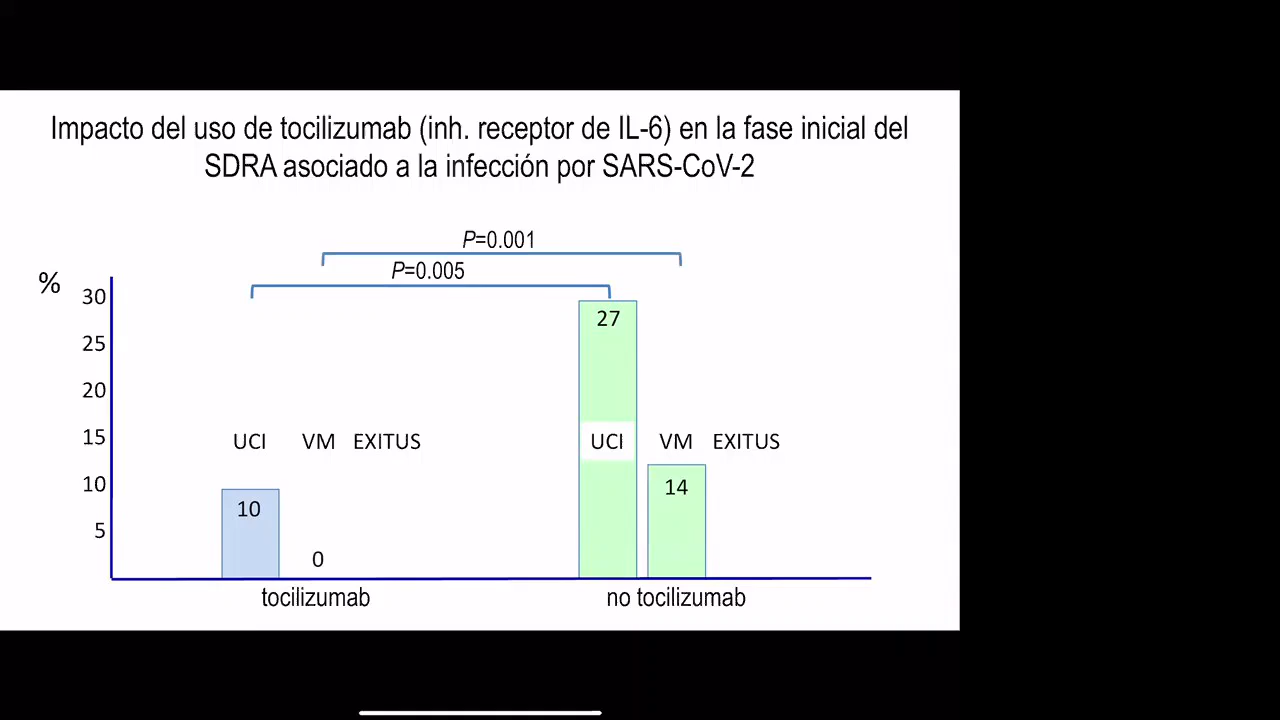 Impacto del uso de tocilizumab (inh. receptor de IL-6) en la fase inicial del
SDRA asociado a la infección por SARS-CoV-2
P=0.001
P=0.005
%
30
25
20
15
10
5
27
UCI VM EXITUS
UCI VM EXITUS
14
10
0
tocilizumab
no tocilizumab